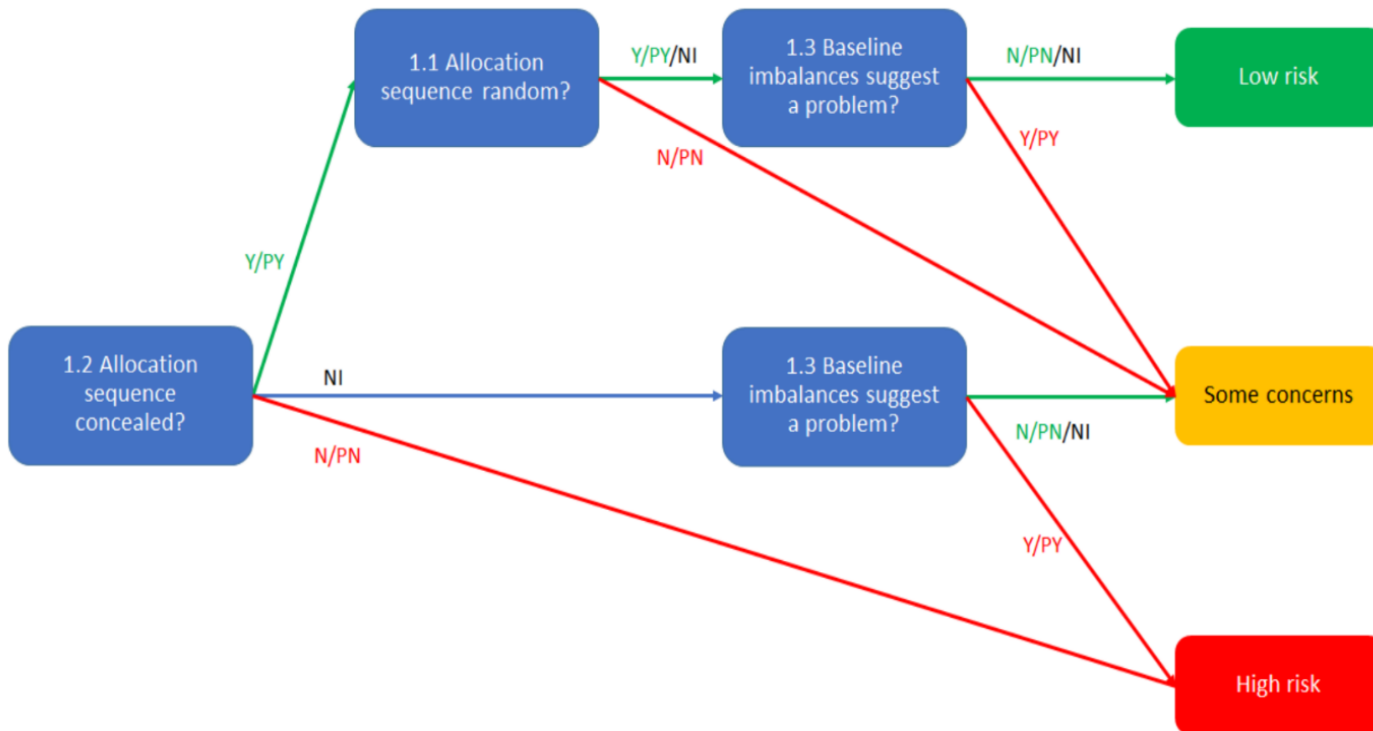 1.1 Allocation
sequence random?
Y/PY/NI
1.3 Baseline
imbalances suggest
a problem?
N/PN/NI
Low risk
N/PN
Y/PY
Y/PY
1.2 Allocation
sequence
concealed?
NI
N/PN
1.3 Baseline
imbalances suggest
a problem?
N/PN/NI
Some concerns
Y/PY
High risk